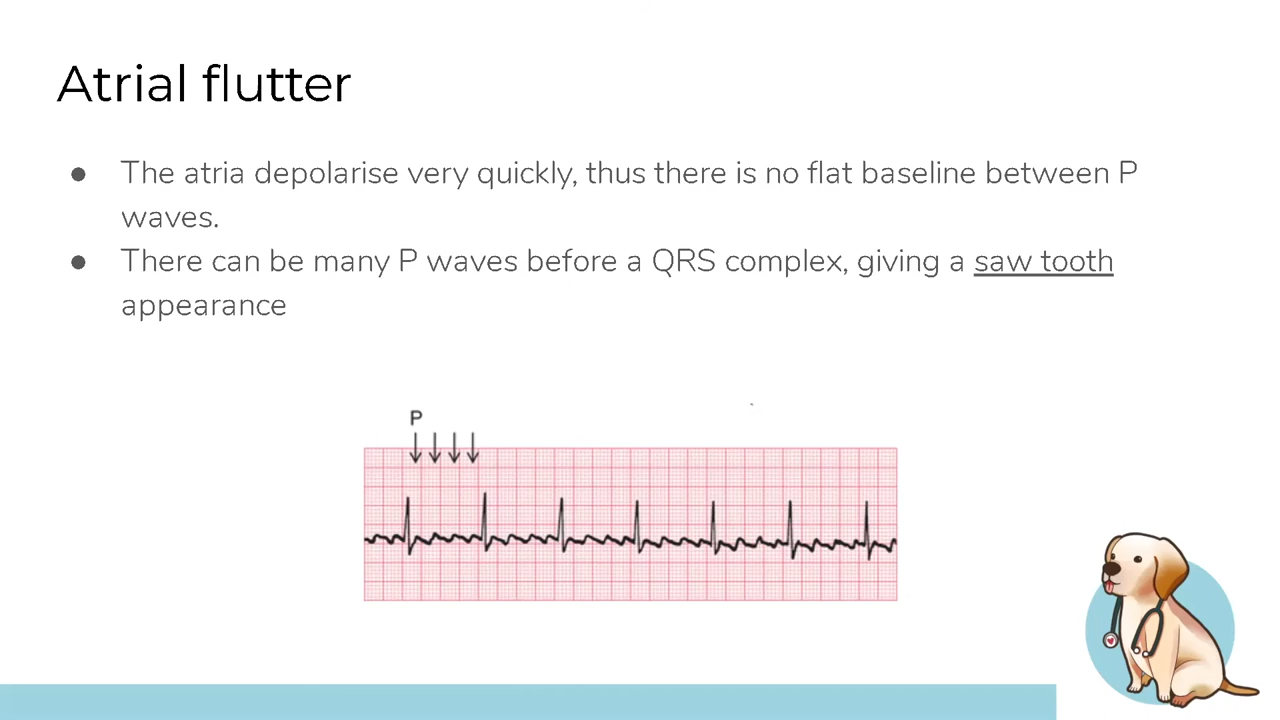 Atrial flutter
● The atria depolarise very quickly, thus there is no flat baseline between P
waves.
● There can be many P waves before a QRS complex, giving a saw tooth
appearance
P